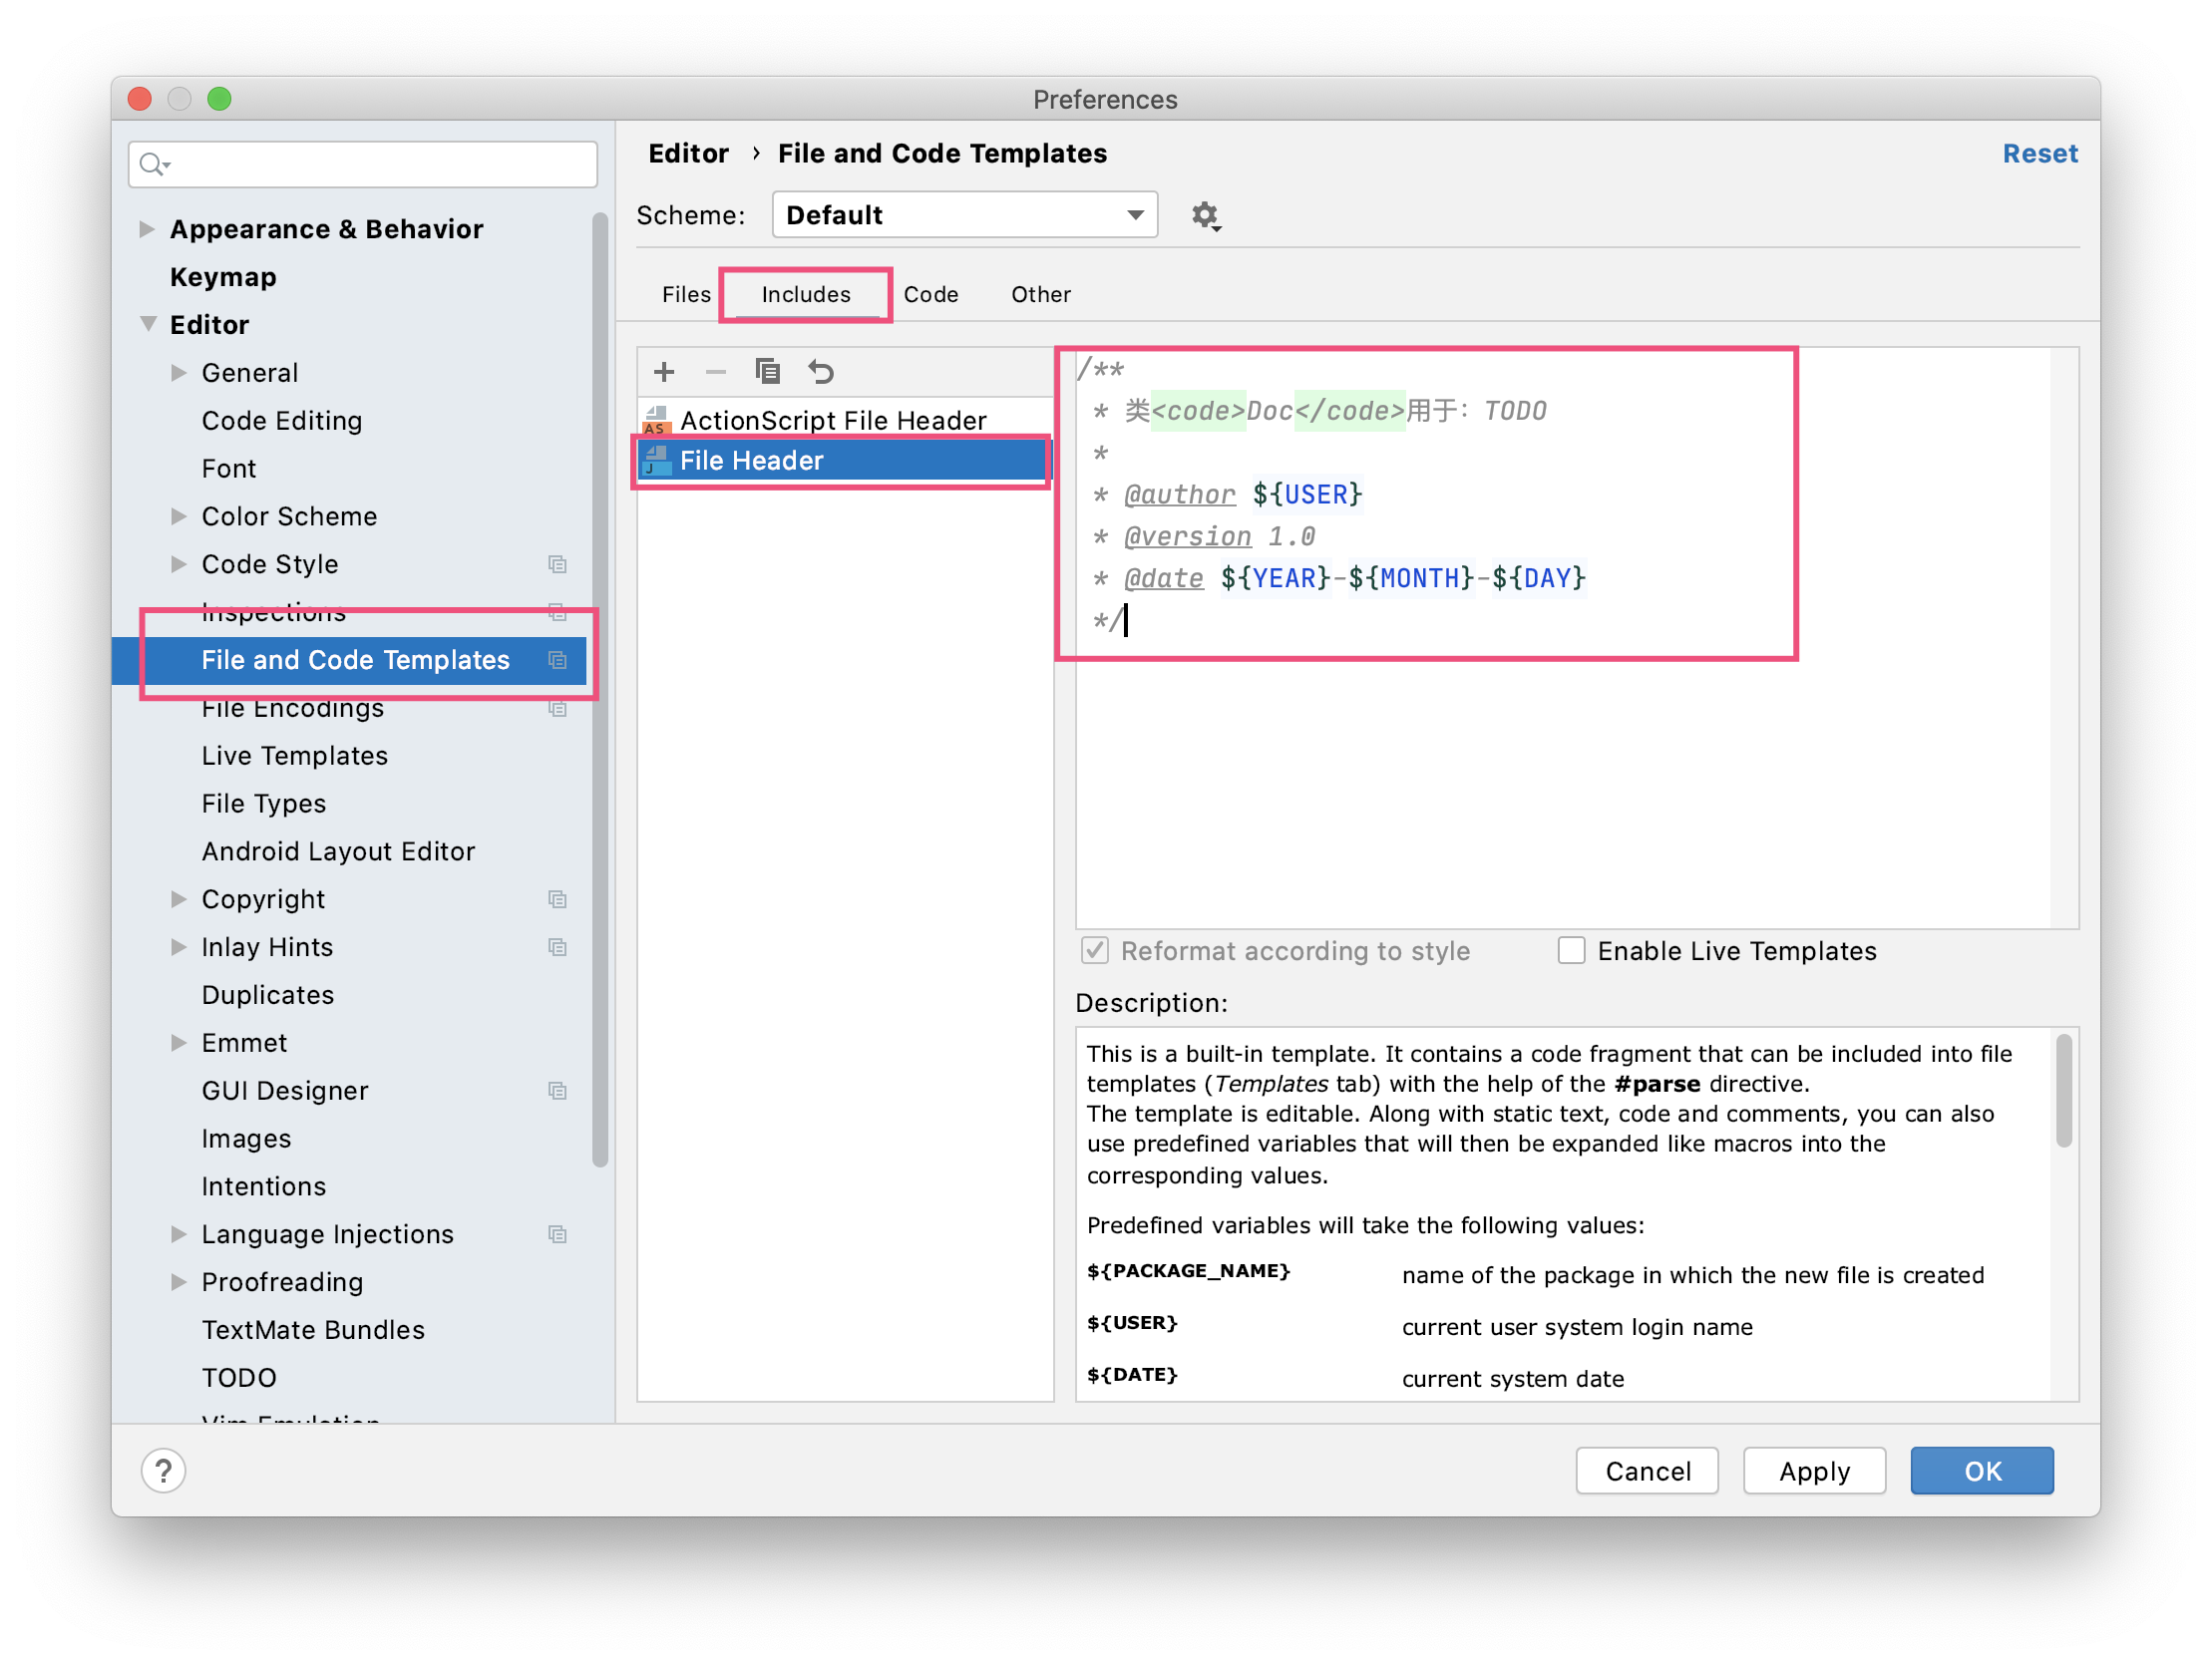 Preferences
Appearance & Behavior
Keymap
Editor
General
Code Editing
Font
Color Scheme
Code Style
Inspections
File and Code Templates
File Encodings
Live Templates
File Types
Android Layout Editor
Copyright
Inlay Hints
Duplicates
Emmet
GUI Designer
Images
Intentions
Language Injections
Proofreading
TextMate Bundles
TODO
Vim Emulation
Editor › File and Code Templates
Reset
Scheme: Default
Files Includes Code Other
AS ActionScript File Header
J File Header
/**
* 类<code>Doc</code>用于: TODO
*
* @author ${USER}
* @version 1.0
* @date ${YEAR}-${MONTH}-${DAY}
*/
Reformat according to style Enable Live Templates
Description:
This is a built-in template. It contains a code fragment that can be included into file
templates (Templates tab) with the help of the #parse directive.
The template is editable. Along with static text, code and comments, you can also
use predefined variables that will then be expanded like macros into the
corresponding values.
Predefined variables will take the following values:
${PACKAGE_NAME} name of the package in which the new file is created
${USER} current user system login name
${DATE} current system date
? Cancel Apply OK